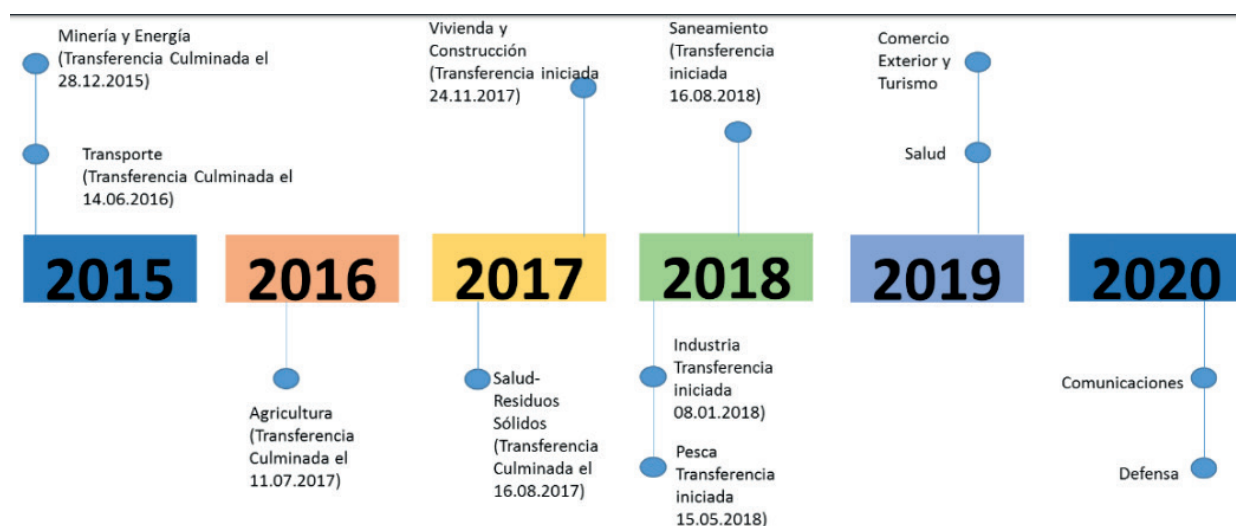 Minería y Energía
(Transferencia Culminada el
28.12.2015)
Transporte
(Transferencia Culminada el
14.06.2016)
Vivienda y
Construcción
(Transferencia iniciada
24.11.2017)
Saneamiento
(Transferencia
iniciada
16.08.2018)
Comercio
Exterior y
Turismo
Salud
2015
2016
2017
2018
2019
2020
Agricultura
(Transferencia
Culminada el
11.07.2017)
Salud-
Residuos
Sólidos
(Transferencia
Culminada el
16.08.2017)
Industria
Transferencia
iniciada
08.01.2018)
Pesca
Transferencia
iniciada
15.05.2018)
Comunicaciones
Defensa